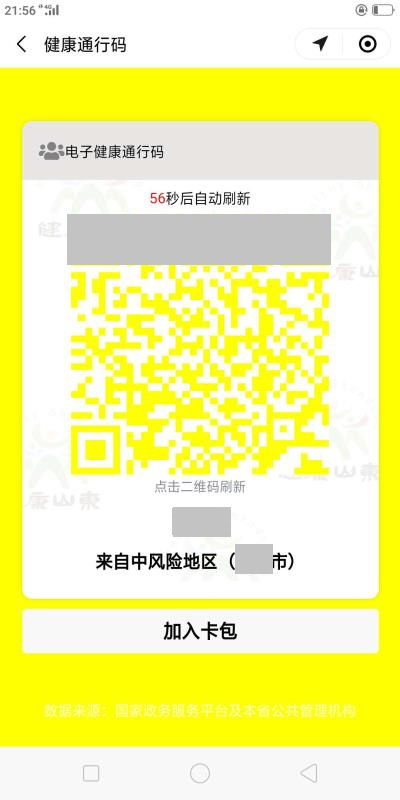 21:56
健康通行码
电子健康通行码
56秒后自动刷新
点击二维码刷新
来自中风险地区（ 市）
加入卡包
数据来源：国家政务服务平台及本省公共管理机构
康山东